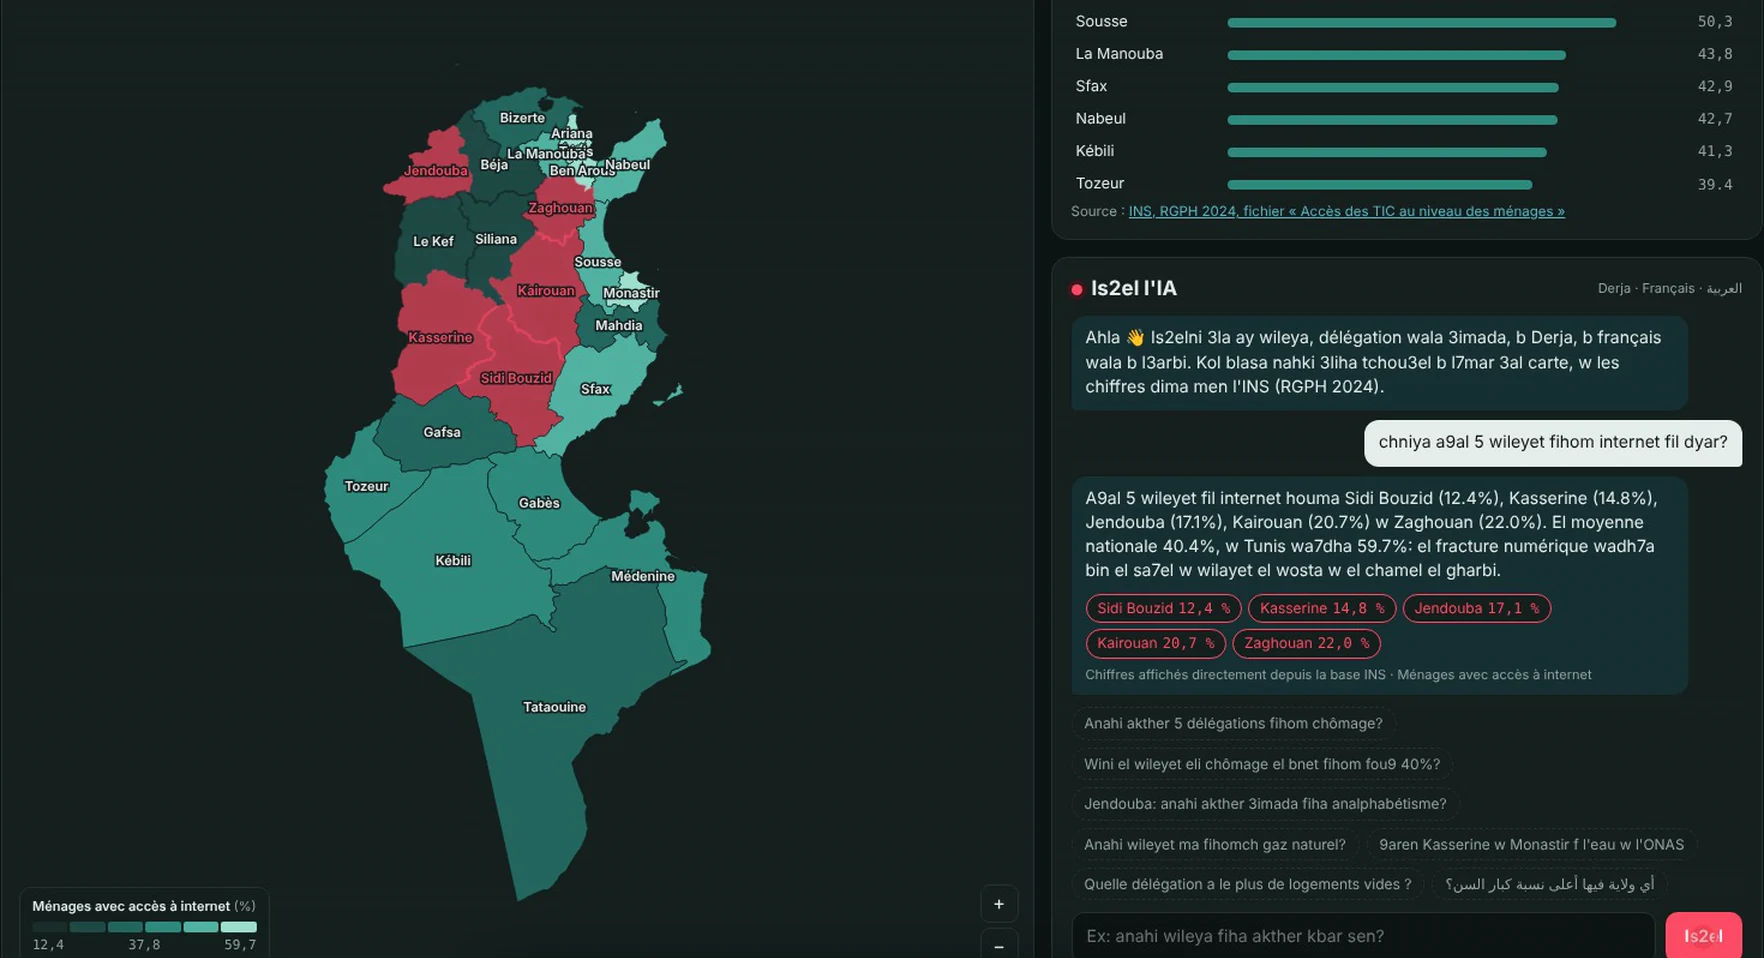 Bizerte
Ariana
La Manouba
Béja
Jendouba
Ben Arous
Nabeul
Zaghouan
Le Kef
Siliana
Sousse
Kairouan
Monastir
Mahdia
Kasserine
Sidi Bouzid
Sfax
Gafsa
Tozeur
Gabès
Kébili
Médenine
Tataouine
Ménages avec accès à internet (%)
12,4 37,8 59,7
+
−
Sousse 50,3
La Manouba 43,8
Sfax 42,9
Nabeul 42,7
Kébili 41,3
Tozeur 39.4
Source : INS, RGPH 2024, fichier « Accès des TIC au niveau des ménages »
Is2el l'IA
Derja · Français · العربية
Ahla 👋 Is2elni 3la ay wileya, délégation wala 3imada, b Derja, b français
wala b l3arbi. Kol blasa nahki 3liha tchou3el b l7mar 3al carte, w les
chiffres dima men l'INS (RGPH 2024).
chniya a9al 5 wileyet fihom internet fil dyar?
A9al 5 wileyet fil internet houma Sidi Bouzid (12.4%), Kasserine (14.8%),
Jendouba (17.1%), Kairouan (20.7%) w Zaghouan (22.0%). El moyenne
nationale 40.4%, w Tunis wa7dha 59.7%: el fracture numérique wadh7a
bin el sa7el w wilayet el wosta w el chamel el gharbi.
Sidi Bouzid 12,4 % Kasserine 14,8 % Jendouba 17,1 %
Kairouan 20,7 % Zaghouan 22,0 %
Chiffres affichés directement depuis la base INS · Ménages avec accès à internet
Anahi akther 5 délégations fihom chômage?
Wini el wileyet eli chômage el bnet fihom fou9 40%?
Jendouba: anahi akther 3imada fiha analphabétisme?
Anahi wileyet ma fihomch gaz naturel? 9aren Kasserine w Monastir f l'eau w l'ONAS
Quelle délégation a le plus de logements vides ? أي ولاية فيها أعلى نسبة كبار السن؟
Ex: anahi wileya fiha akther kbar sen? Is2el